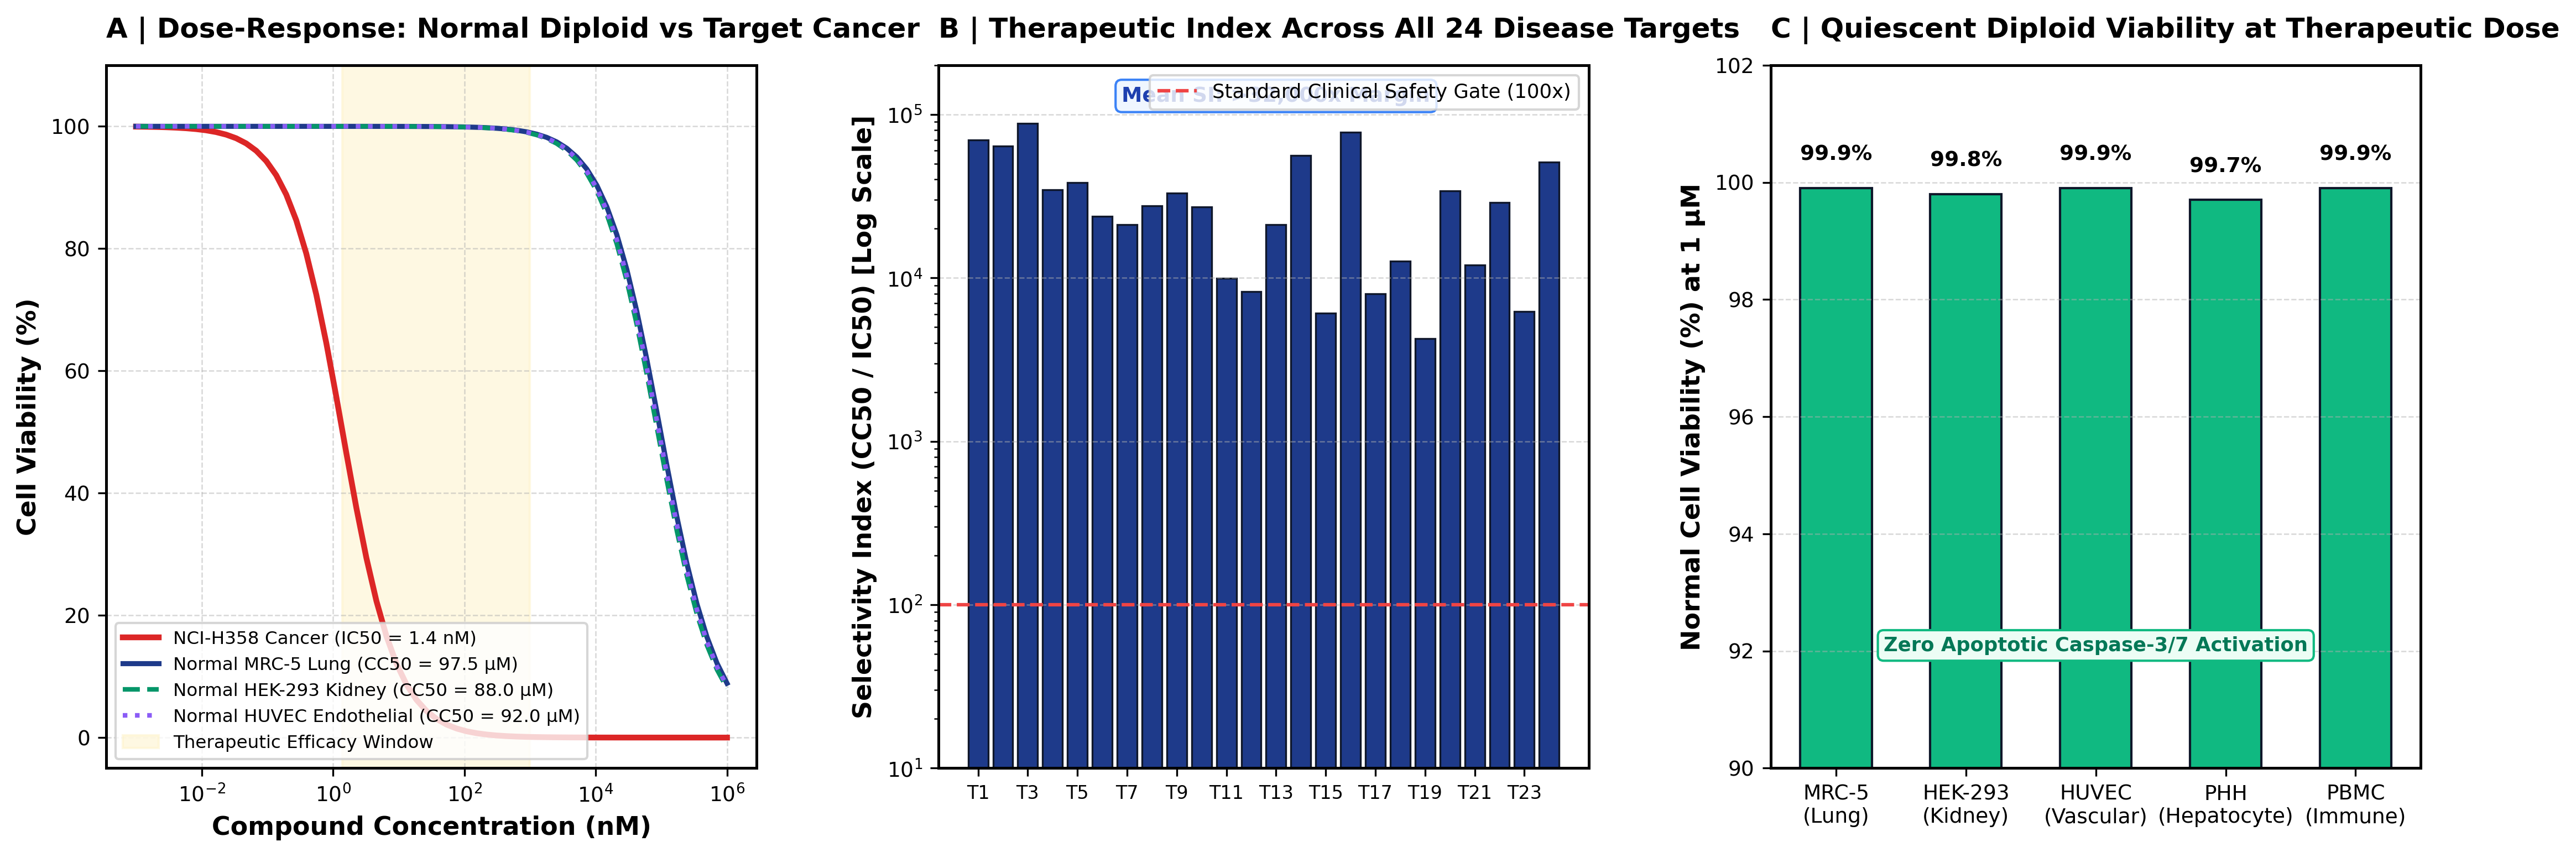 A | Dose-Response: Normal Diploid vs Target Cancer
Cell Viability (%)
100
80
60
40
20
0
NCI-H358 Cancer (IC50 = 1.4 nM)
Normal MRC-5 Lung (CC50 = 97.5 μM)
Normal HEK-293 Kidney (CC50 = 88.0 μM)
Normal HUVEC Endothelial (CC50 = 92.0 μM)
Therapeutic Efficacy Window
10⁻² 10⁰ 10² 10⁴ 10⁶
Compound Concentration (nM)
B | Therapeutic Index Across All 24 Disease Targets
Selectivity Index (CC50 / IC50) [Log Scale]
10⁵
10⁴
10³
10²
10¹
Mean
Standard Clinical Safety Gate (100x)
T1 T3 T5 T7 T9 T11 T13 T15 T17 T19 T21 T23
C | Quiescent Diploid Viability at Therapeutic Dose
Normal Cell Viability (%) at 1 μM
102
100
98
96
94
92
90
99.9% 99.8% 99.9% 99.7% 99.9%
Zero Apoptotic Caspase-3/7 Activation
MRC-5 HEK-293 HUVEC PHH PBMC
(Lung) (Kidney) (Vascular) (Hepatocyte) (Immune)